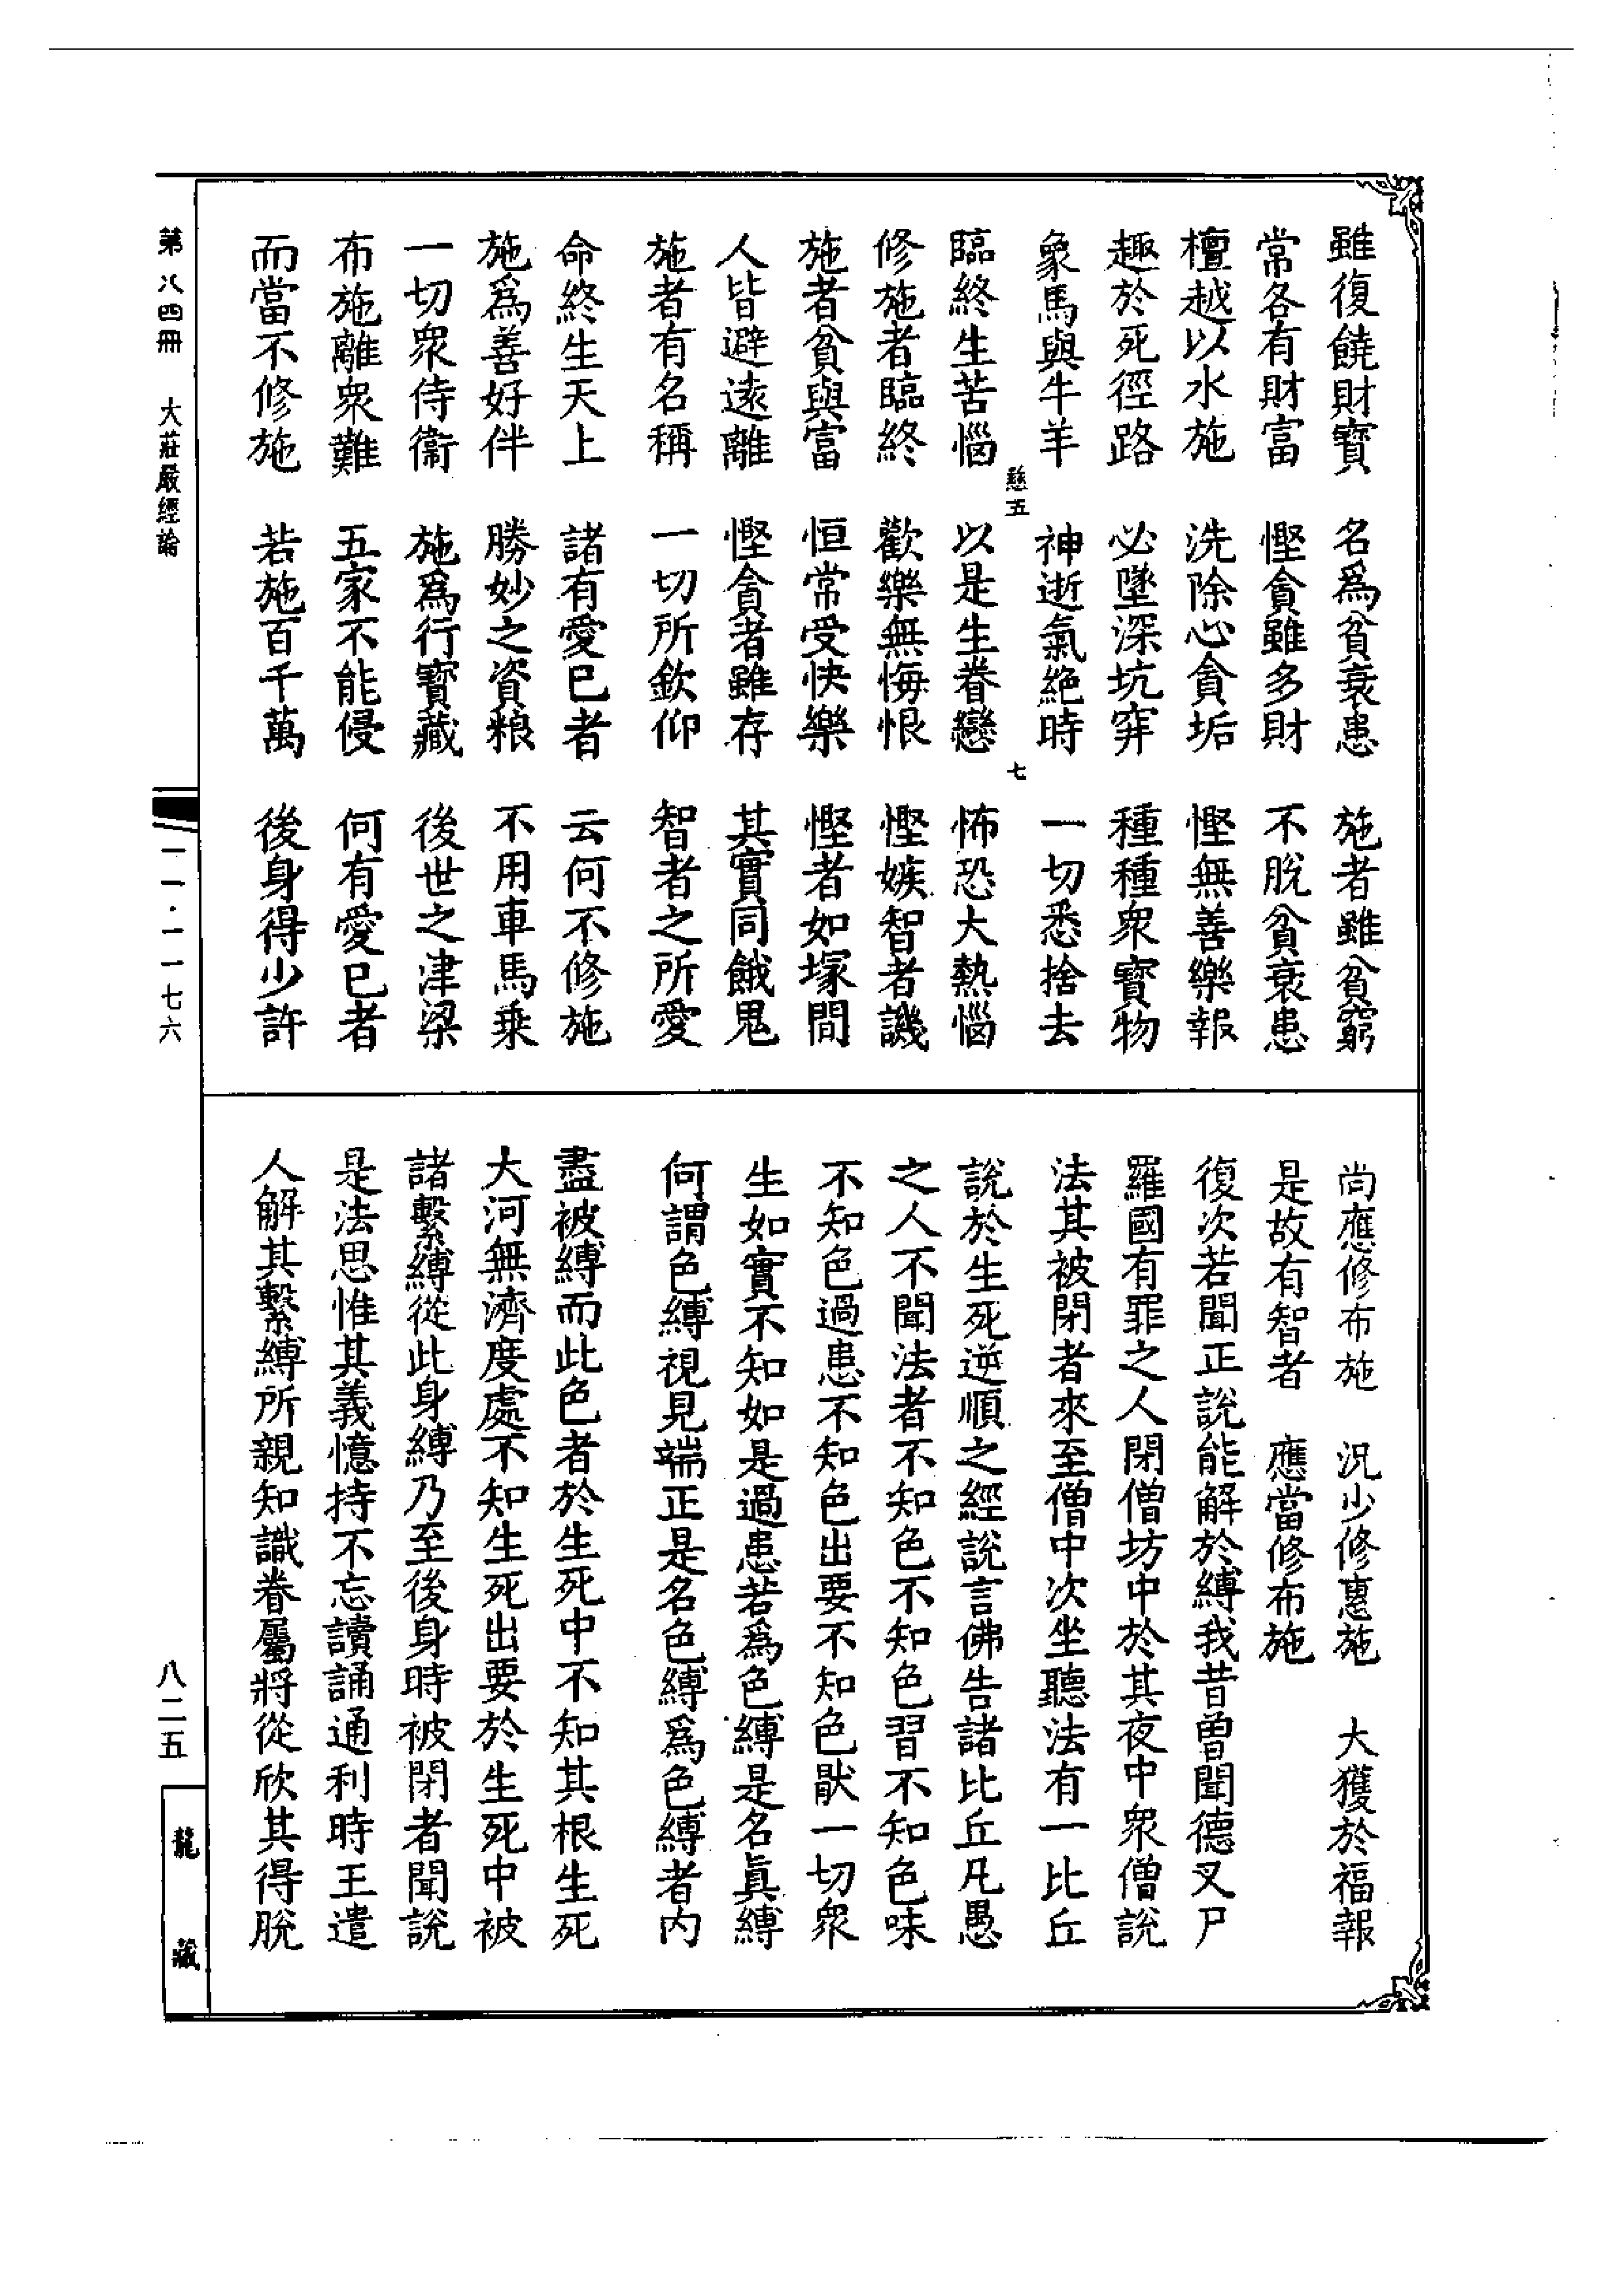 雖復饒財寶　名爲貧衰患　施者雖貧窮
常名有財富　慳貪雖多財　不脫貧衰患
檀越以水施　洗除心貪垢　慳無善樂報
趣於死徑路　必墜深坑穽　種種衆寳物
象馬與牛羊　神逝氣絶時　一切悉捨去
慈五　七
臨終生苦惱　以是生眷戀　怖恐大熱惱
修施者臨終　歡樂無悔恨　慳嫉智者譏
施者貧與富　恒常受快樂　慳者如塚間
人皆避遠離　慳貪者雖存　其實同餓鬼
施者有名稱　一切所欽仰　智者之所愛
命終生天上　諸有愛已者　云何不修施
施爲善好伴　勝妙之資粮　不用車馬乗
一切衆侍衞　施爲行寳藏　後世之津梁
布施離衆難　五家不能侵　何有愛已者
而當不修施　若施百千萬　後身得少許
尚應修布施　況少修惠施　大獲於福報
是故有智者　應當修布施
復次若聞正說能解於縛我昔曽聞德叉尸
羅國有罪之人閉僧坊中於其夜中衆僧說
法其被閉者來至僧中次坐聽法有一比丘
說於生死逆順之經說言佛告諸比丘凡愚
之人不聞法者不知色不知色習不知色味
不知色過患不知色出要不知色猒一切衆
生如實不知如是過患若爲色縛是名眞縛
何謂色縛視見端正是名色縛爲色縛者内
盡被縛而此色者於生死中不知其根生死
大河無濟度處不知生死出要於生死中被
諸繫縛從此身縛乃至後身時被閉者聞說
是法思惟其義憶持不忘讀誦通利時王遣
人解其繫縛所親知識眷屬將從欣其得脫
第八四冊　大莊嚴經論
一一·一一七六
八二五
龍藏